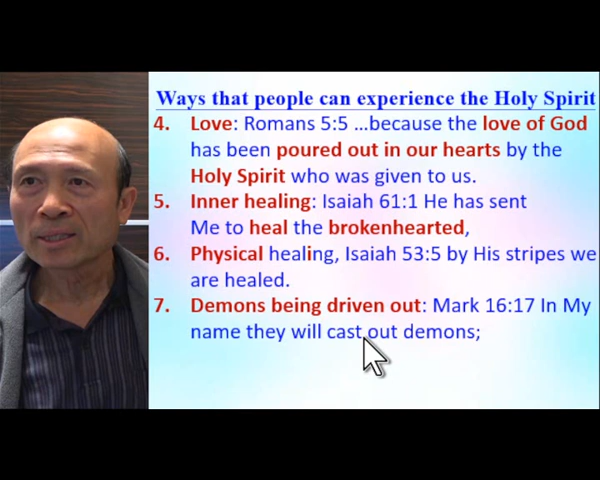 Ways that people can experience the Holy Spirit
4. Love: Romans 5:5 …because the love of God
has been poured out in our hearts by the
Holy Spirit who was given to us.
5. Inner healing: Isaiah 61:1 He has sent
Me to heal the brokenhearted,
6. Physical healing, Isaiah 53:5 by His stripes we
are healed.
7. Demons being driven out: Mark 16:17 In My
name they will cast out demons;